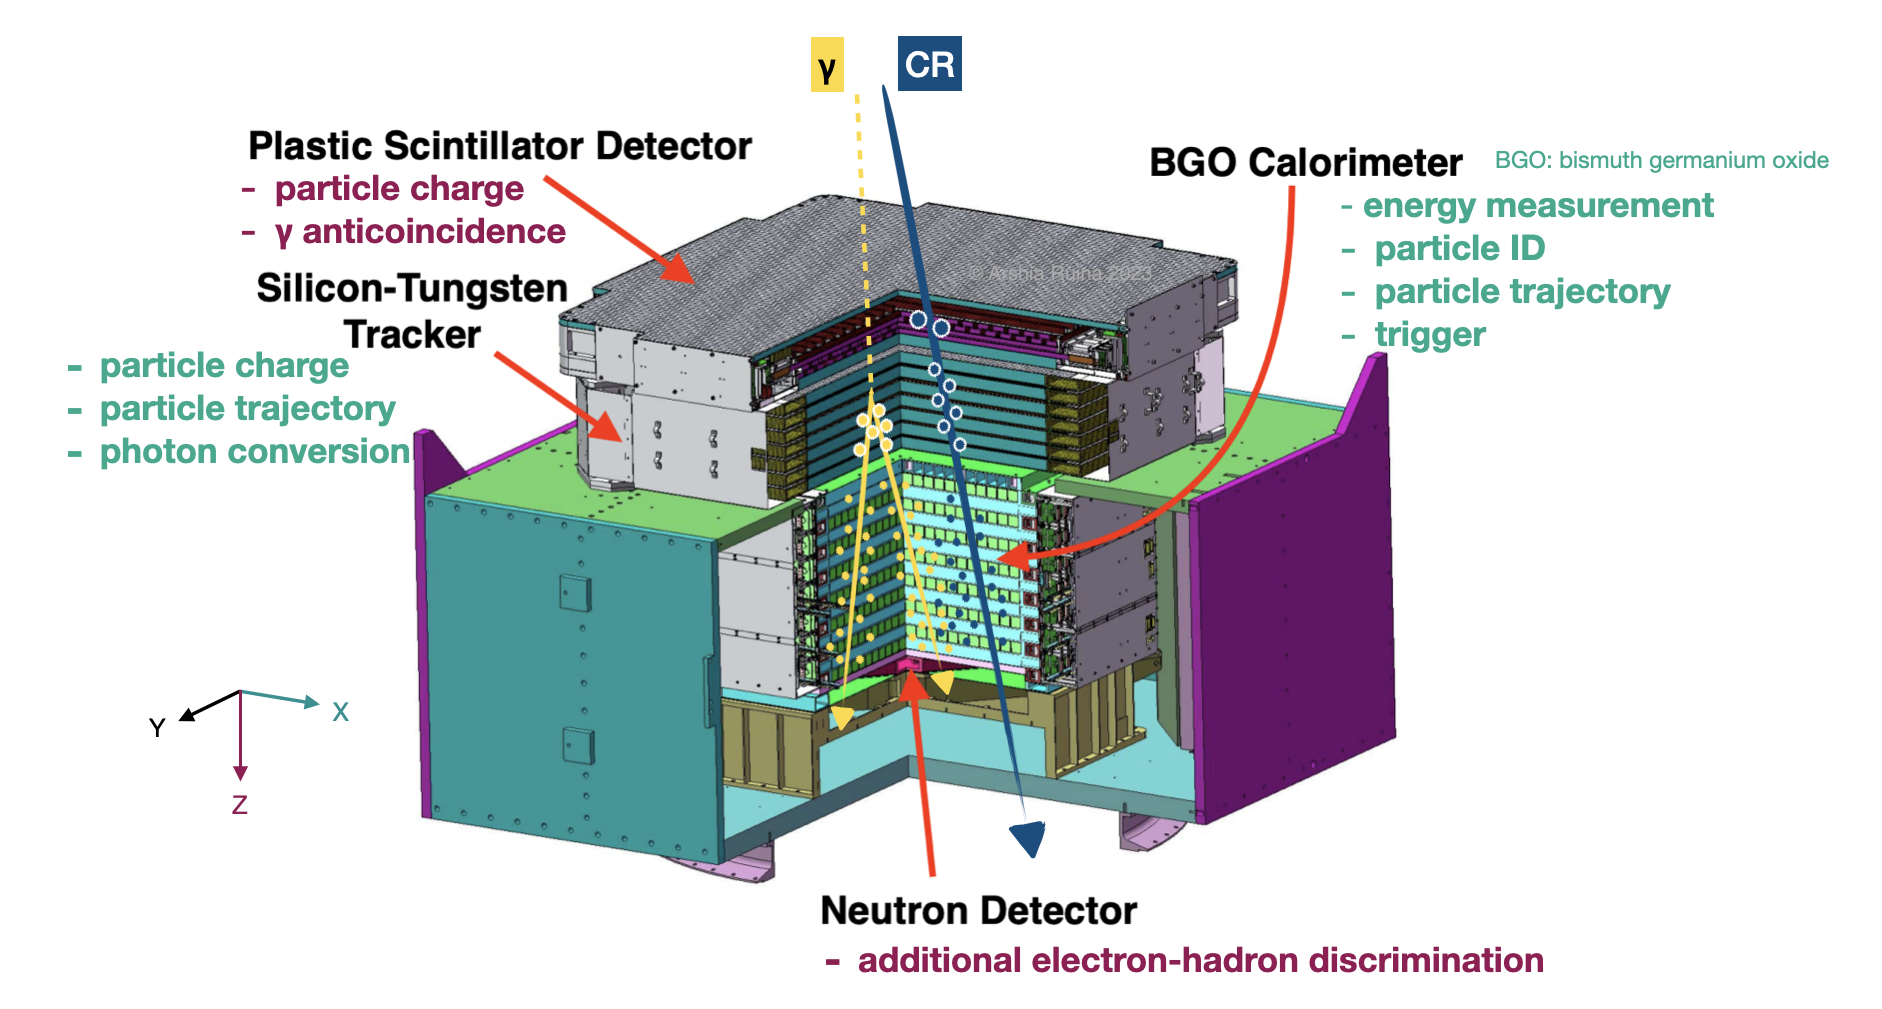 γ
CR
Plastic Scintillator Detector
- particle charge
- γ anticoincidence
BGO Calorimeter
BGO: bismuth germanium oxide
- energy measurement
- particle ID
- particle trajectory
- trigger
© Arshia Ruina 2023
Silicon-Tungsten
Tracker
- particle charge
- particle trajectory
- photon conversion
Y
X
Z
Neutron Detector
- additional electron-hadron discrimination